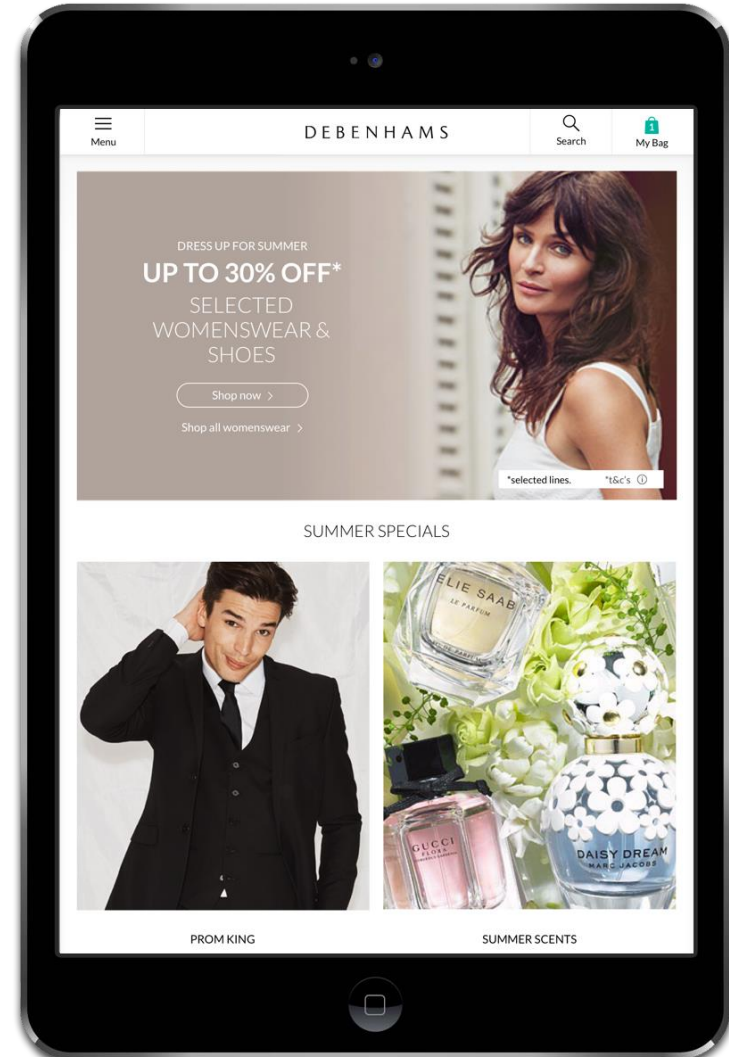 Menu
DEBENHAMS
Search
1
My Bag
DRESS UP FOR SUMMER
UP TO 30% OFF*
SELECTED
WOMENSWEAR &
SHOES
Shop now >
Shop all womenswear >
*selected lines. *t&c's ⓘ
SUMMER SPECIALS
ELIE SAAB
LE PARFUM
GUCCI
FLORA
DAISY DREAM
MARC JACOBS
PROM KING
SUMMER SCENTS